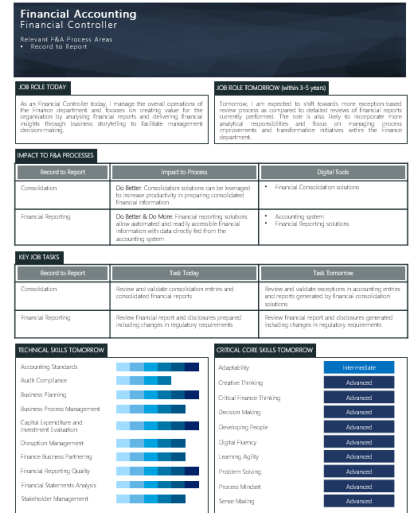 Financial Accounting
Financial Controller
Relevant F&A Process Areas
• Record to Report
JOB ROLE TODAY
As an Financial Controller today, I manage the overall operations of
the Finance department and focuses on creating value for the
organisation by analysing financial reports and delivering financial
insights through business storytelling to facilitate management
decision-making.
JOB ROLE TOMORROW (within 3-5 years)
Tomorrow, I am expected to shift towards more exception-based
review process as compared to detailed reviews of financial reports
currently performed. The role is also likely to incorporate more
analytical responsibilities and focus on managing process
improvements and transformation initiatives within the Finance
department.
IMPACT TO F&A PROCESSES
Record to Report
Impact to Process
Digital Tools
Consolidation
Do Better: Consolidation solutions can be leveraged
to increase productivity in preparing consolidated
financial information
• Financial Consolidation solutions
Financial Reporting
Do Better & Do More: Financial reporting solutions
allow automated and readily accessible financial
information with data directly fed from the
accounting system
• Accounting system
• Financial Reporting solutions
KEY JOB TASKS
Record to Report
Task Today
Task Tomorrow
Consolidation
Review and validate consolidation entries and
consolidated financial reports
Review and validate exceptions in accounting entries
and reports generated by financial consolidation
solutions
Financial Reporting
Review financial report and disclosures prepared
including changes in regulatory requirements
Review financial report and disclosures generated
including changes in regulatory requirements
TECHNICAL SKILLS TOMORROW
Accounting Standards
Audit Compliance
Business Planning
Business Process Management
Capital Expenditure and
Investment Evaluation
Disruption Management
Finance Business Partnering
Financial Reporting Quality
Financial Statements Analysis
Stakeholder Management
CRITICAL CORE SKILLS TOMORROW
Adaptability
Intermediate
Creative Thinking
Advanced
Critical Finance Thinking
Advanced
Decision Making
Advanced
Developing People
Advanced
Digital Fluency
Advanced
Learning Agility
Advanced
Problem Solving
Advanced
Process Mindset
Advanced
Sense Making
Advanced